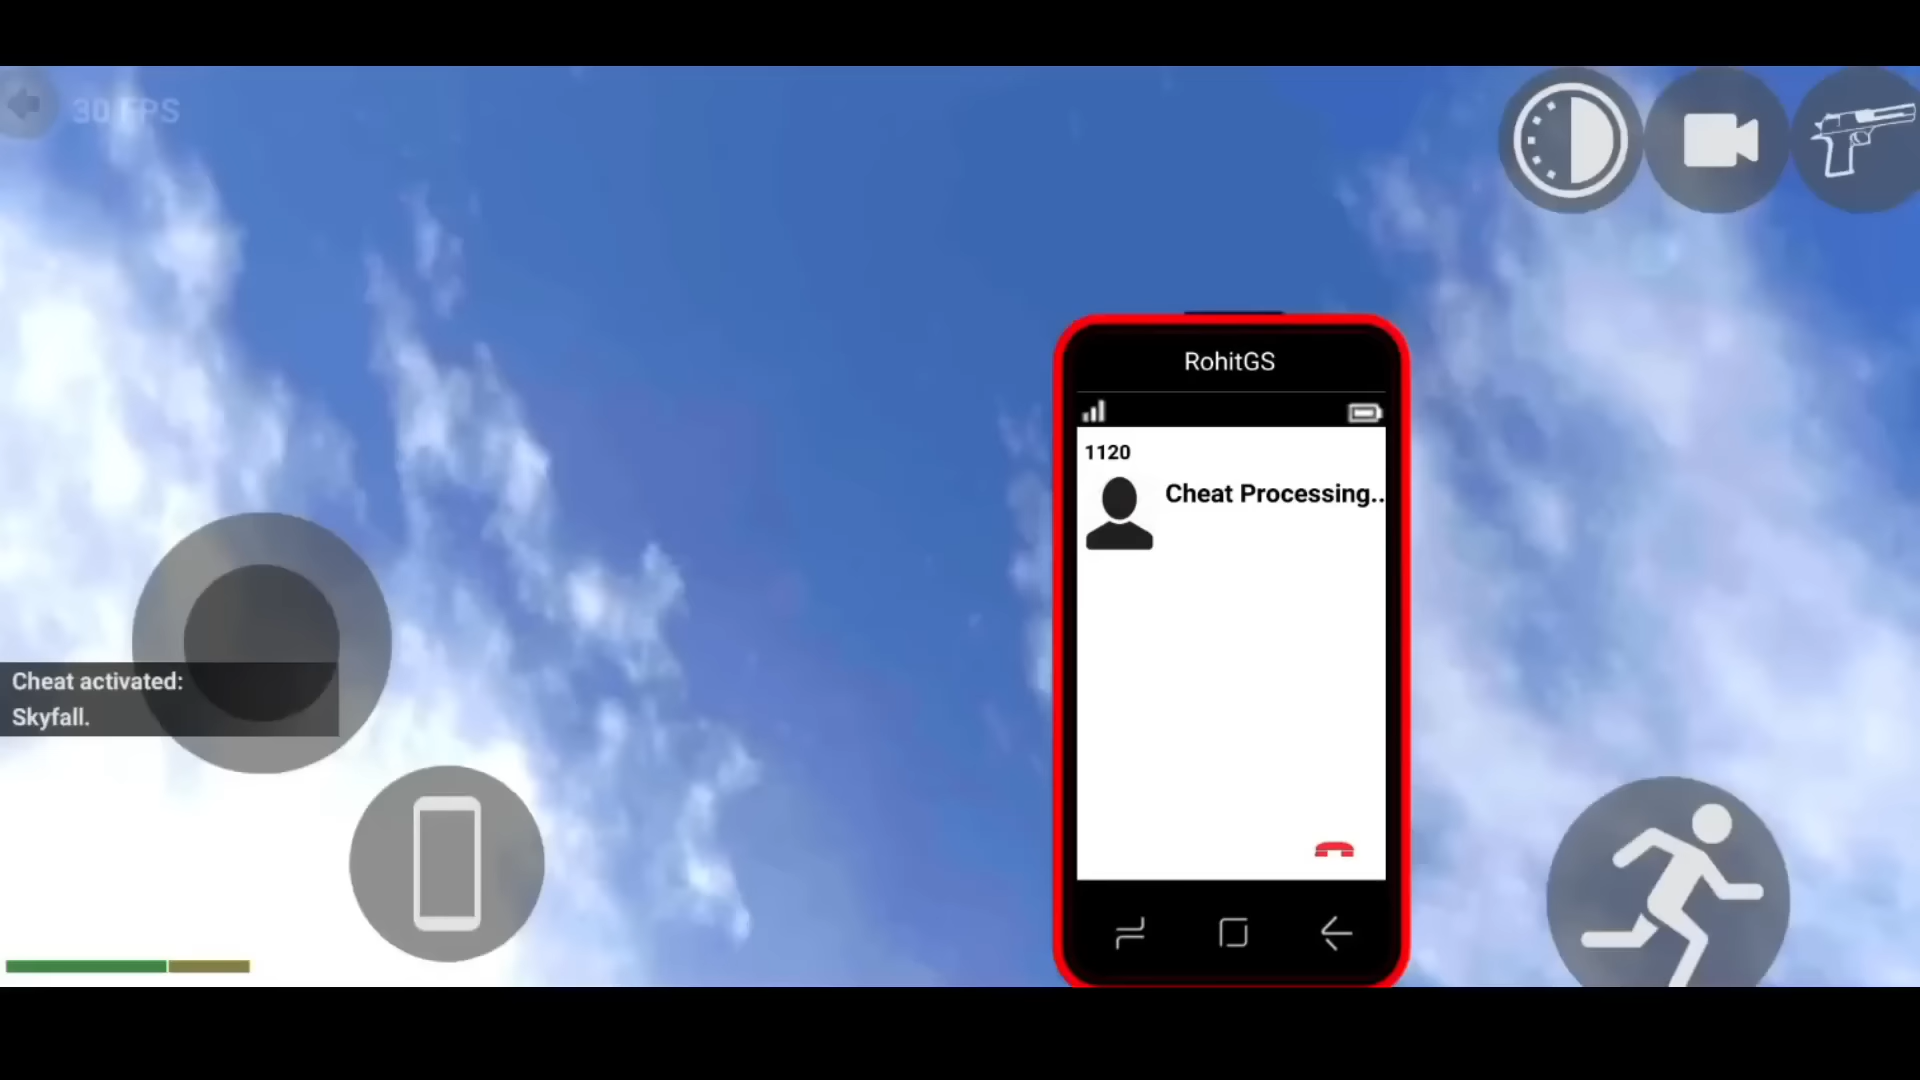 30 FPS
RohitGS
1120
Cheat Processing..
Cheat activated:
Skyfall.